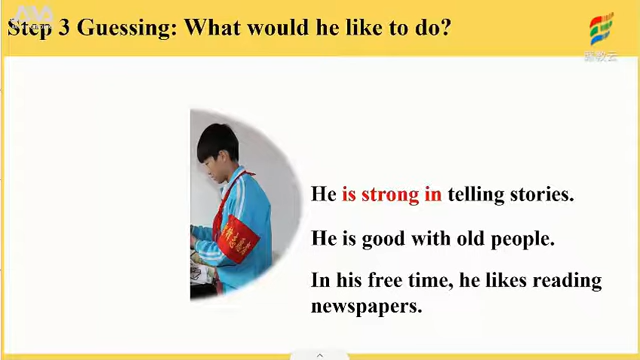 Step 3 Guessing: What would he like to do?
He is strong in telling stories.
He is good with old people.
In his free time, he likes reading
newspapers.